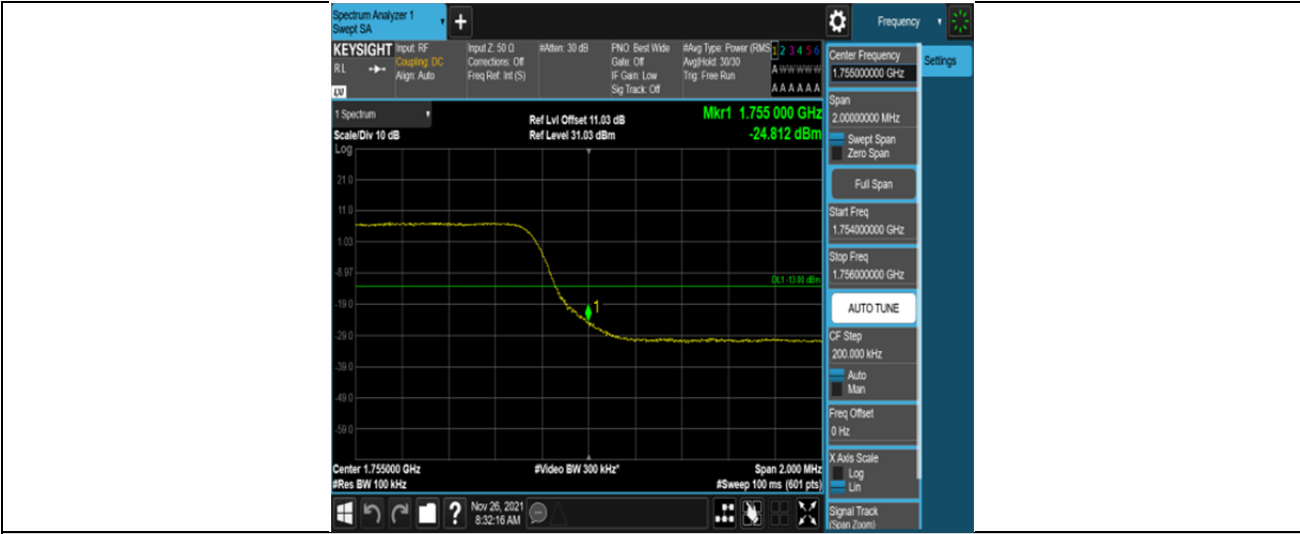 Spectrum Analyzer 1
Swept SA
+
Frequency
KEYSIGHT
RL
Input: RF
Coupling: DC
Align: Auto
Input Z: 50 Ω
Corrections: Off
Freq Ref: Int (S)
#Atten: 30 dB
PNO: Best Wide
Gate: Off
IF Gain: Low
Sig Track: Off
#Avg Type: Power (RMS
Avg|Hold: 30/30
Trig: Free Run
1 2 3 4 5 6
A W W W W W
A A A A A A
1 Spectrum
Scale/Div 10 dB
Log
Ref Lvl Offset 11.03 dB
Ref Level 31.03 dBm
Mkr1 1.755 000 GHz
-24.812 dBm
21.0
11.0
1.03
-8.97
-19.0
-29.0
-39.0
-49.0
-59.0
DL1 -13.00 dBm
1
Center 1.755000 GHz
#Res BW 100 kHz
#Video BW 300 kHz*
Span 2.000 MHz
#Sweep 100 ms (601 pts)
?
Nov 26, 2021
8:32:16 AM
Center Frequency
1.755000000 GHz
Settings
Span
2.00000000 MHz
Swept Span
Zero Span
Full Span
Start Freq
1.754000000 GHz
Stop Freq
1.756000000 GHz
AUTO TUNE
CF Step
200.000 kHz
Auto
Man
Freq Offset
0 Hz
X Axis Scale
Log
Lin
Signal Track
(Span Zoom)